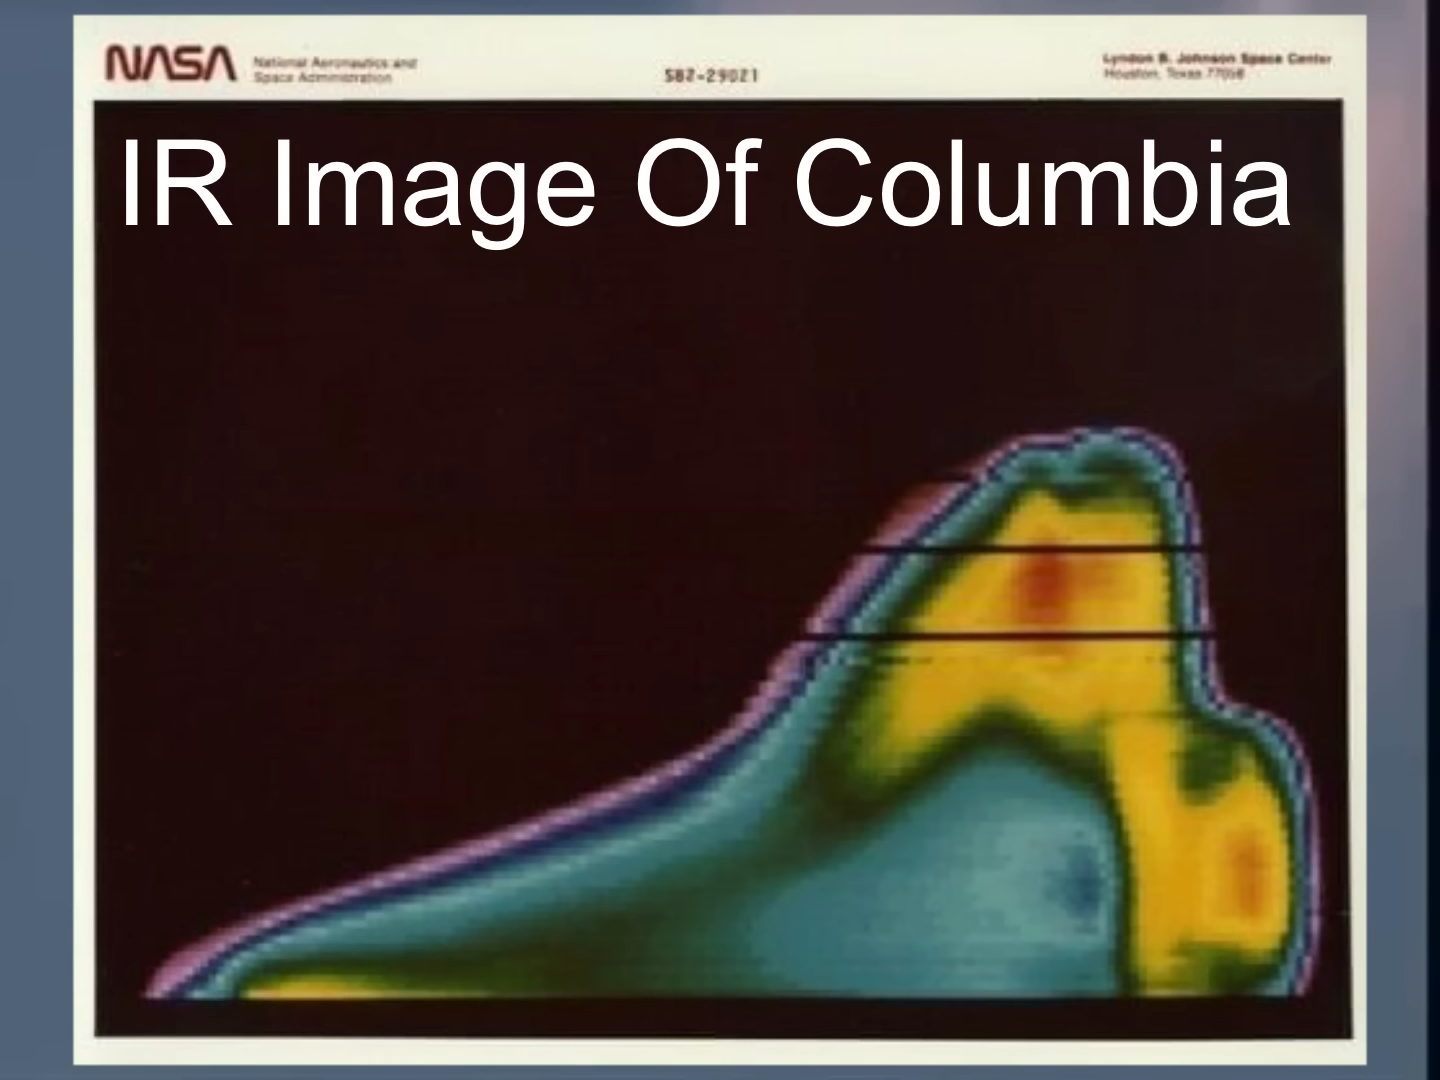 NASA
National Aeronautics and
Space Administration
S82-29021
Lyndon B. Johnson Space Center
Houston, Texas 77058
IR Image Of Columbia